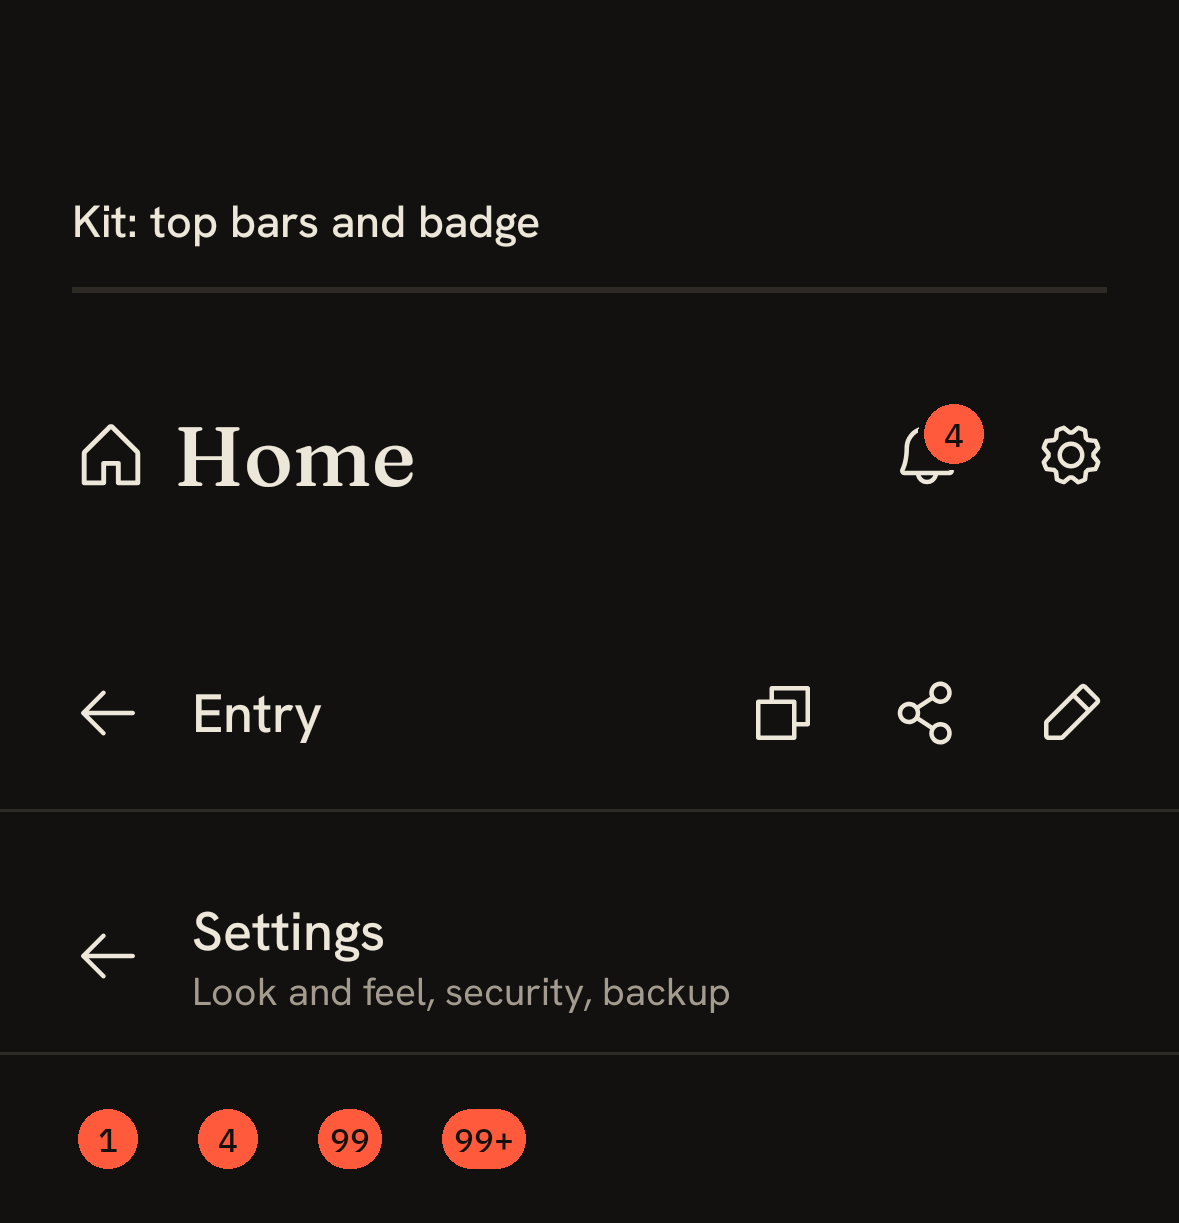 Kit: top bars and badge
Home
4
Entry
Settings
Look and feel, security, backup
1 4 99 99+